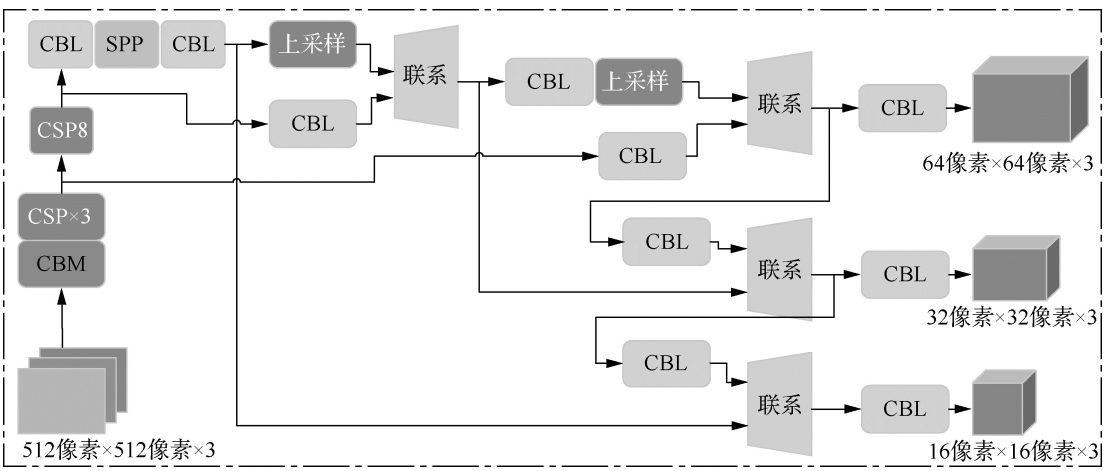 CBL
SPP
CBL
上采样
联系
CBL
CSP8
CBL
上采样
联系
CBL
64像素×64像素×3
CBL
CSP×3
CBM
CBL
联系
CBL
32像素×32像素×3
CBL
联系
CBL
16像素×16像素×3
512像素×512像素×3